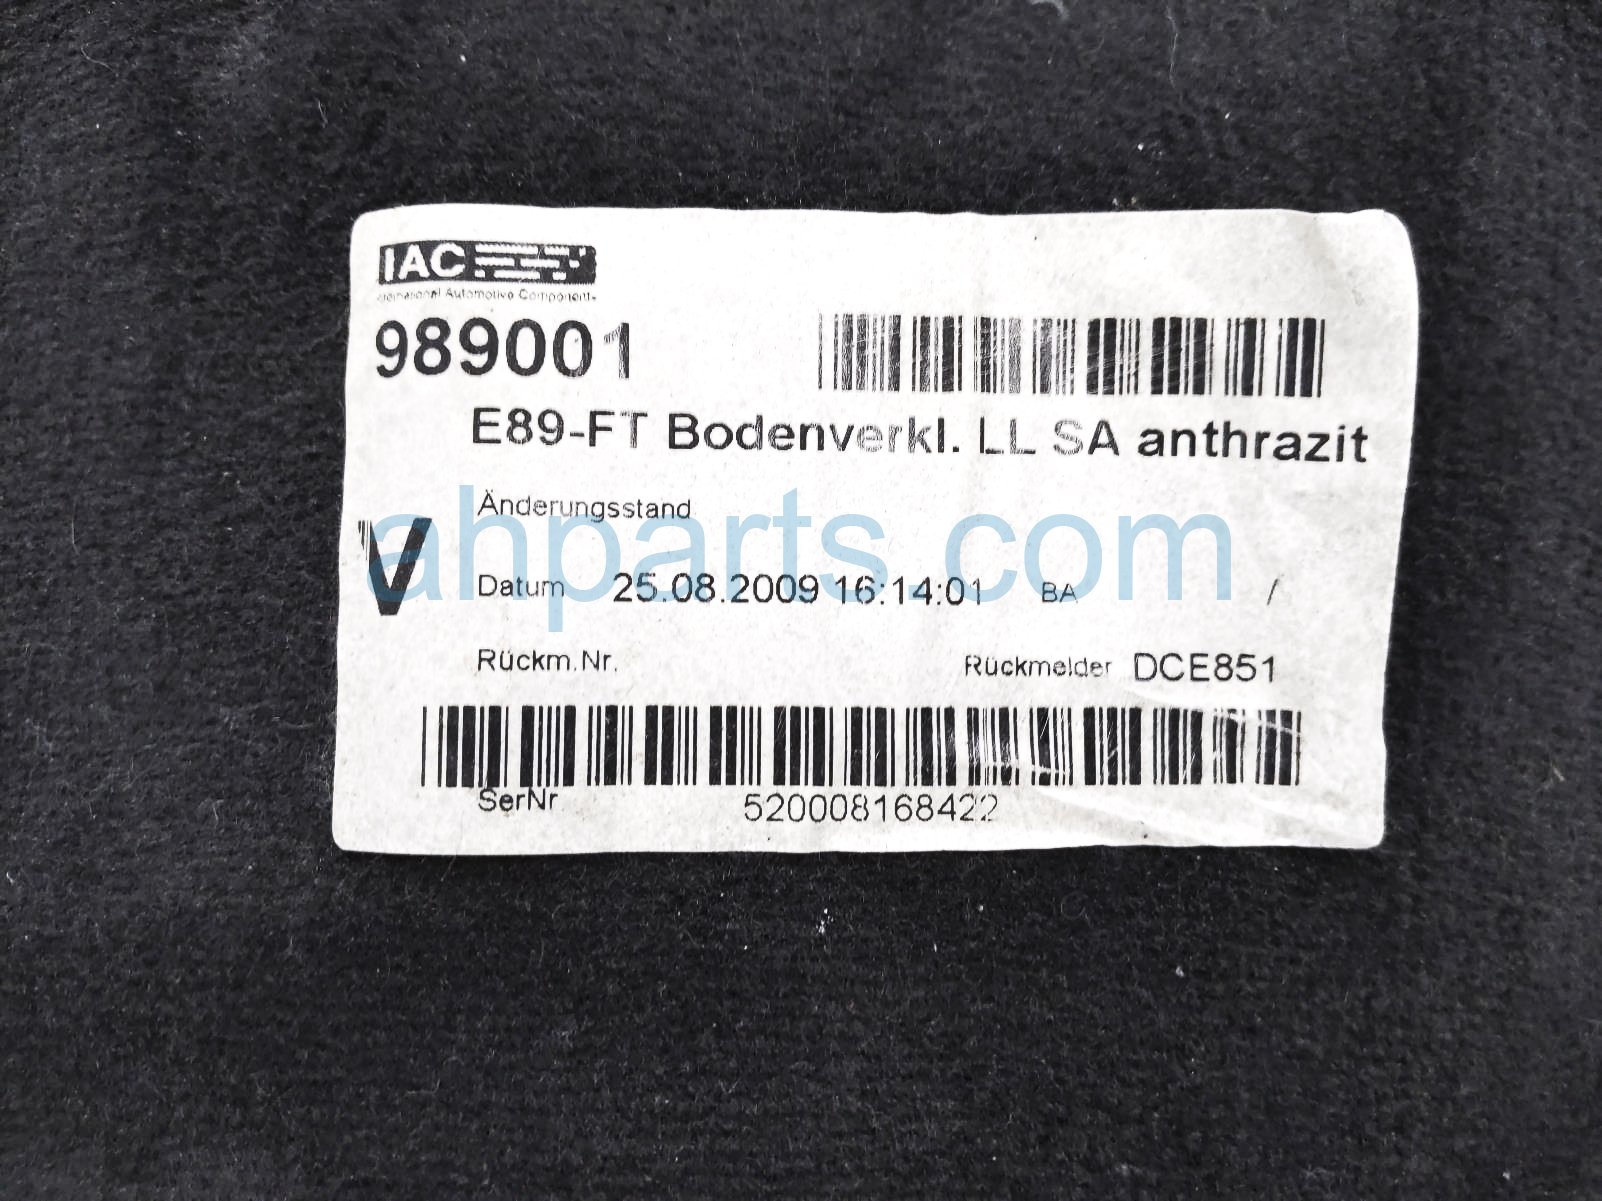 IAC
International Automotive Components
989001
E89-FT Bodenverkl. LL SA anthrazit
Änderungsstand
V
Datum 25.08.2009 16:14:01 BA /
Rückm.Nr. Rückmelder DCE851
SerNr 520008168422
ahparts.com